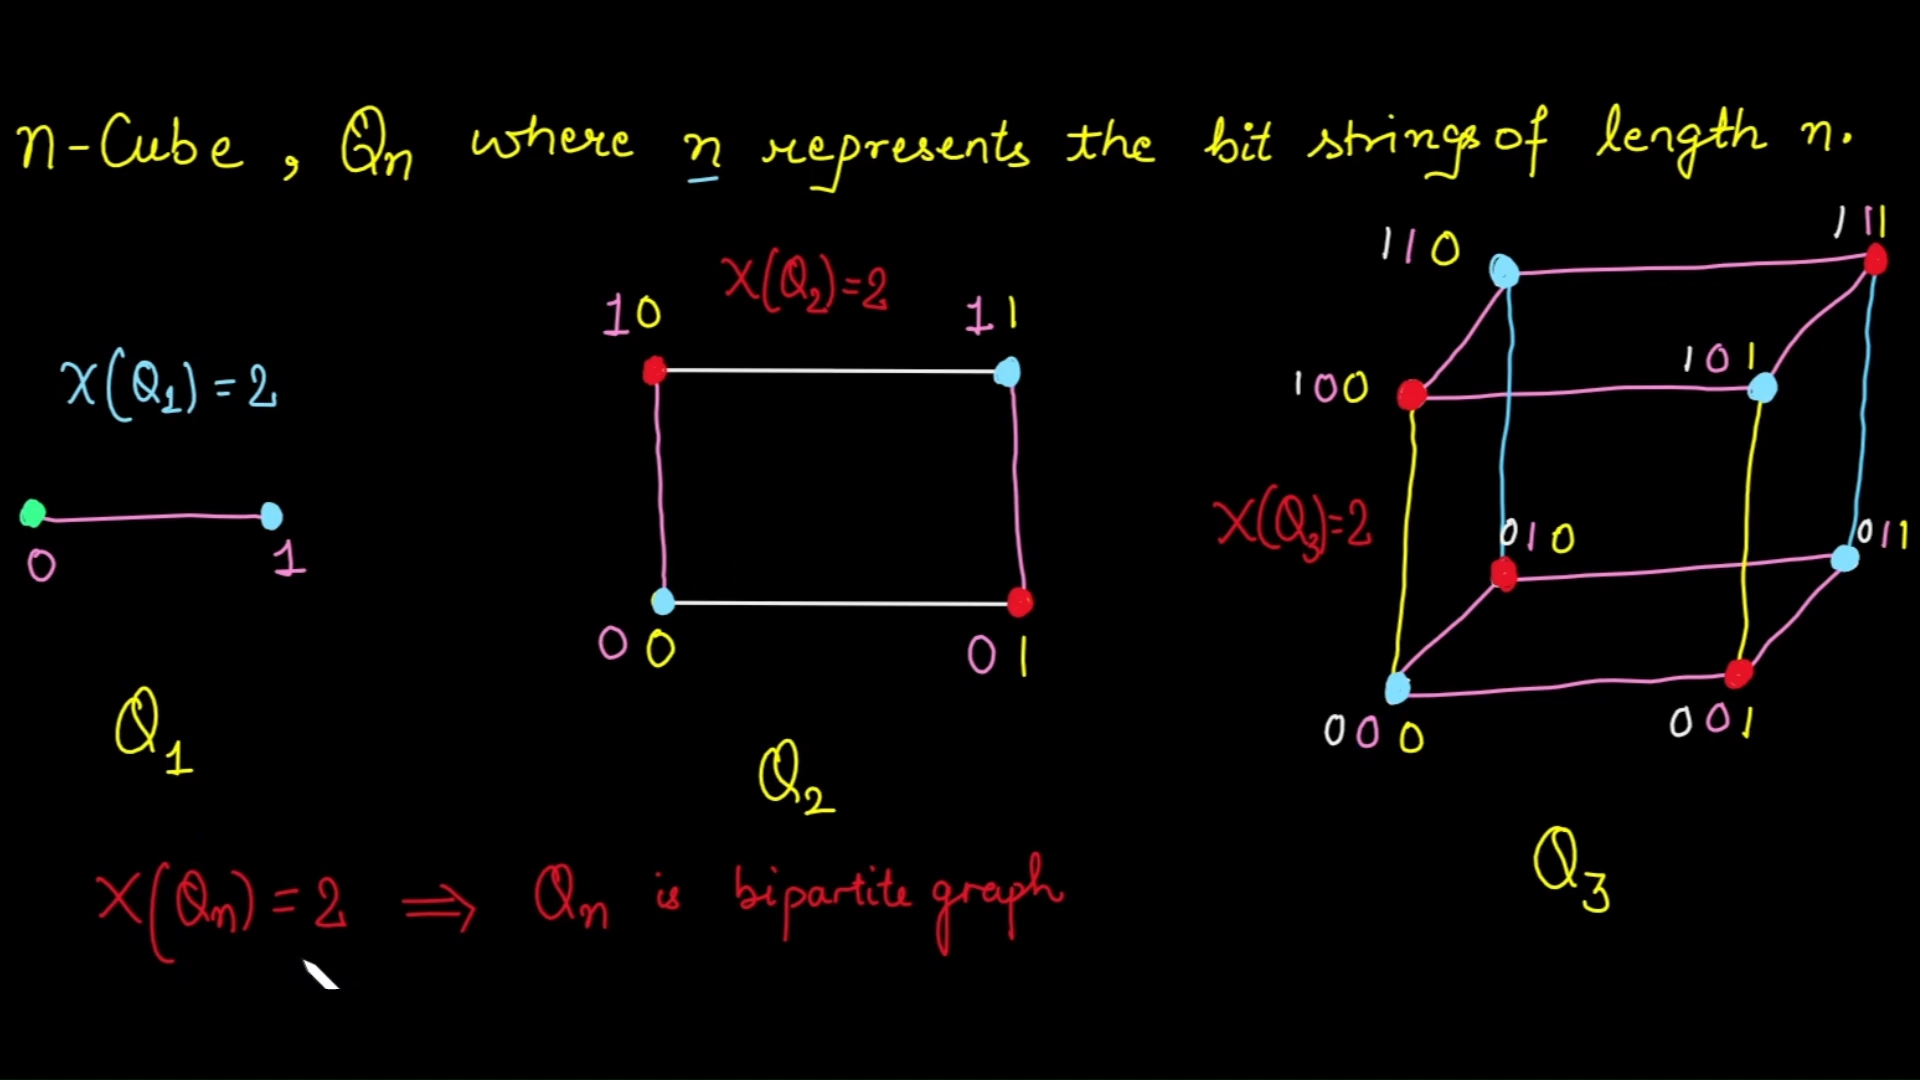 n-Cube, Qn where n represents the bit strings of length n.
110 111
X(Q2)=2
10 11
100 101
X(Q1)=2
X(Q3)=2
010 011
0 1
00 01
000 001
Q1
Q2
Q3
X(Qn)=2 ⇒ Qn is bipartite graph